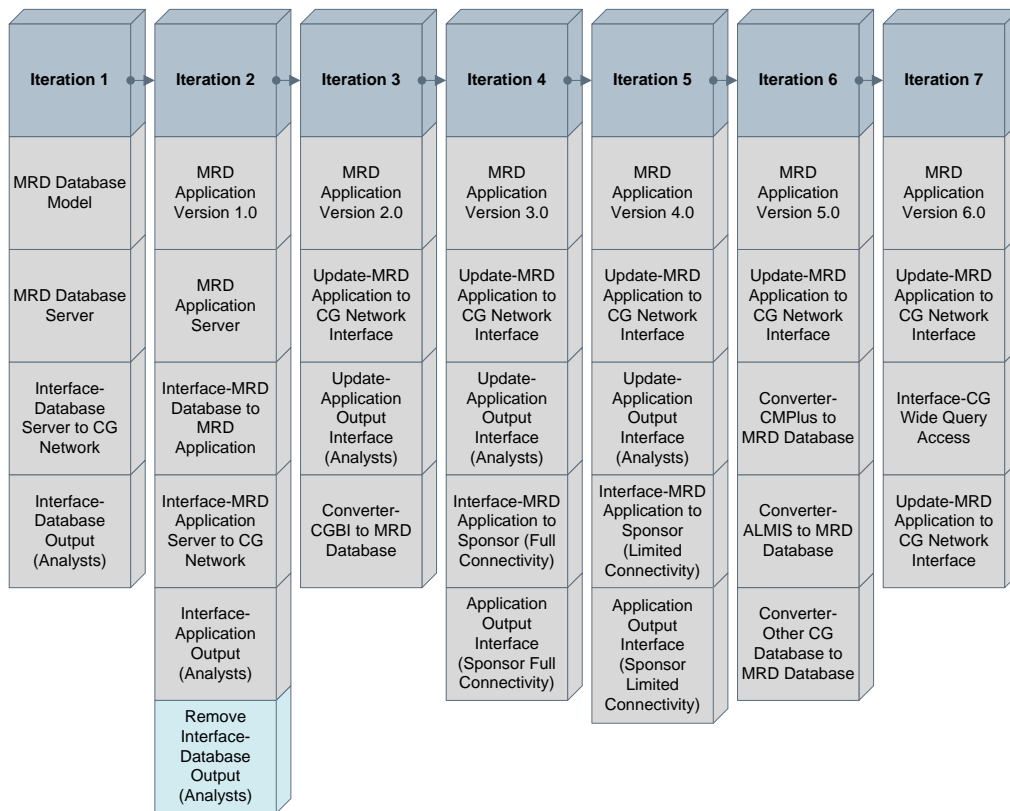 Iteration 1
Iteration 2
Iteration 3
Iteration 4
Iteration 5
Iteration 6
Iteration 7
MRD Database
Model
MRD Database
Server
Interface-
Database
Server to CG
Network
Interface-
Database
Output
(Analysts)
MRD
Application
Version 1.0
MRD
Application
Server
Interface-MRD
Database to
MRD
Application
Interface-MRD
Application
Server to CG
Network
Interface-
Application
Output
(Analysts)
Remove
Interface-
Database
Output
(Analysts)
MRD
Application
Version 2.0
Update-MRD
Application to
CG Network
Interface
Update-
Application
Output
Interface
(Analysts)
Converter-
CGBI to MRD
Database
MRD
Application
Version 3.0
Update-MRD
Application to
CG Network
Interface
Update-
Application
Output
Interface
(Analysts)
Interface-MRD
Application to
Sponsor (Full
Connectivity)
Application
Output
Interface
(Sponsor Full
Connectivity)
MRD
Application
Version 4.0
Update-MRD
Application to
CG Network
Interface
Update-
Application
Output
Interface
(Analysts)
Interface-MRD
Application to
Sponsor
(Limited
Connectivity)
Application
Output
Interface
(Sponsor
Limited
Connectivity)
MRD
Application
Version 5.0
Update-MRD
Application to
CG Network
Interface
Converter-
CMPlus to
MRD Database
Converter-
ALMIS to MRD
Database
Converter-
Other CG
Database to
MRD Database
MRD
Application
Version 6.0
Update-MRD
Application to
CG Network
Interface
Interface-CG
Wide Query
Access
Update-MRD
Application to
CG Network
Interface